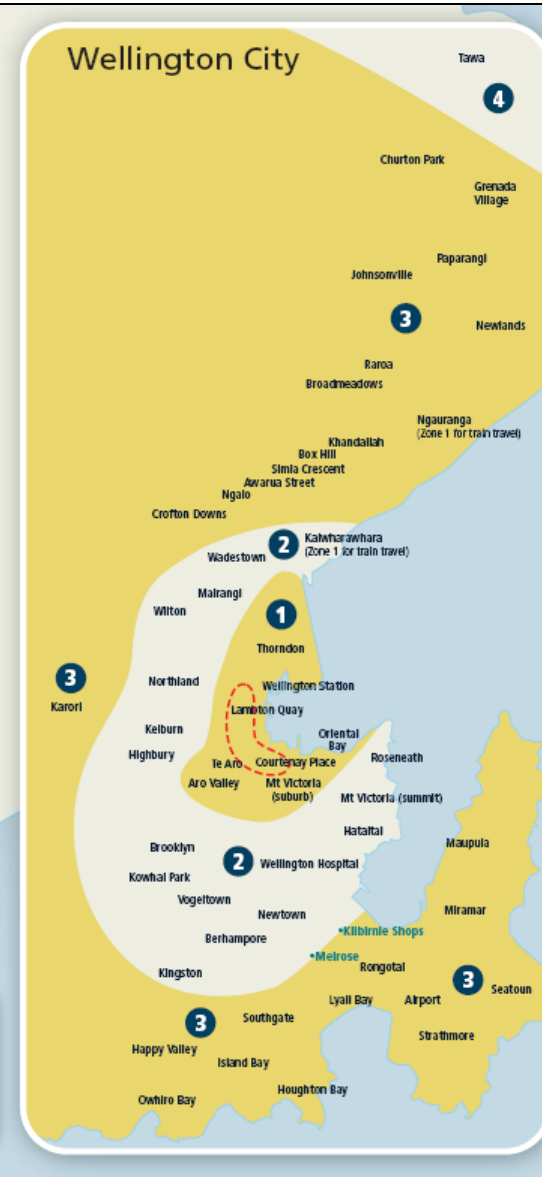 Wellington City
Tawa
4
Churton Park
Grenada
Village
Paparangi
Johnsonville
3
Newlands
Raroa
Broadmeadows
Ngauranga
(Zone 1 for train travel)
Khandallah
Box Hill
Simla Crescent
Awarua Street
Ngaio
Crofton Downs
2
Kaiwharawhara
(Zone 1 for train travel)
Wadestown
Mairangi
Wilton
1
Thorndon
3
Karori
Northland
Wellington Station
Lambton Quay
Kelburn
Oriental
Bay
Highbury
Te Aro
Courtenay Place
Roseneath
Aro Valley
Mt Victoria
(suburb)
Mt Victoria (summit)
Hataitai
Maupuia
Brooklyn
2
Wellington Hospital
Kowhai Park
Vogeltown
Newtown
Miramar
•Kilbirnie Shops
Berhampore
•Melrose
Rongotai
Kingston
3
Seatoun
Lyall Bay
Airport
3
Southgate
Strathmore
Happy Valley
Island Bay
Houghton Bay
Owhiro Bay